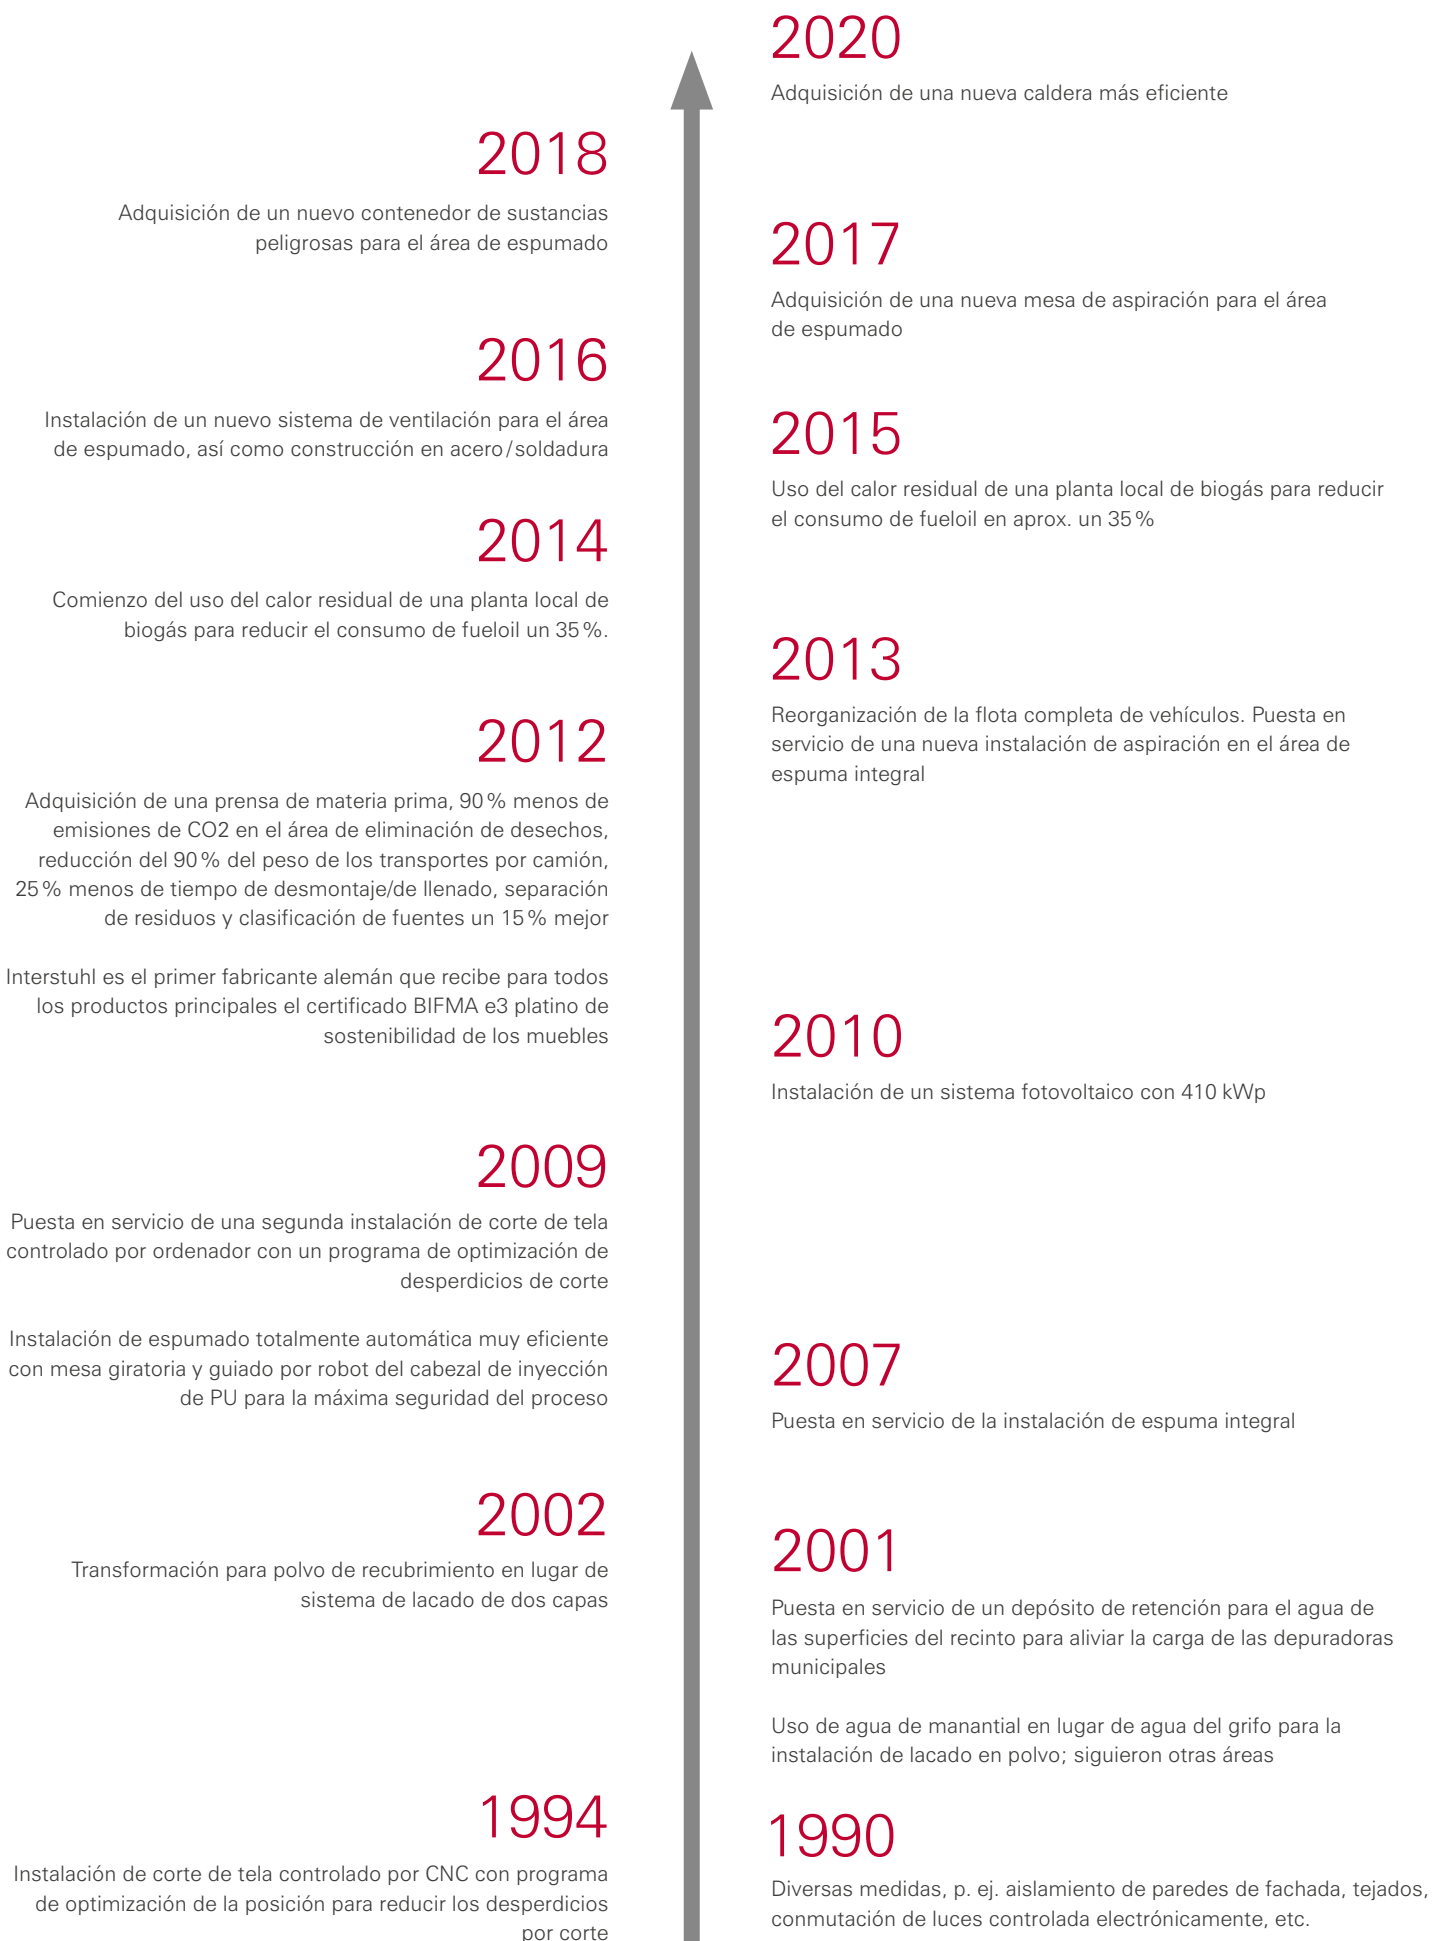 2020
Adquisición de una nueva caldera más eficiente
2018
Adquisición de un nuevo contenedor de sustancias
peligrosas para el área de espumado
2017
Adquisición de una nueva mesa de aspiración para el área
de espumado
2016
Instalación de un nuevo sistema de ventilación para el área
de espumado, así como construcción en acero/soldadura
2015
Uso del calor residual de una planta local de biogás para reducir
el consumo de fueloil en aprox. un 35 %
2014
Comienzo del uso del calor residual de una planta local de
biogás para reducir el consumo de fueloil un 35 %.
2013
Reorganización de la flota completa de vehículos. Puesta en
servicio de una nueva instalación de aspiración en el área de
espuma integral
2012
Adquisición de una prensa de materia prima, 90 % menos de
emisiones de CO2 en el área de eliminación de desechos,
reducción del 90 % del peso de los transportes por camión,
25 % menos de tiempo de desmontaje/de llenado, separación
de residuos y clasificación de fuentes un 15 % mejor
Interstuhl es el primer fabricante alemán que recibe para todos
los productos principales el certificado BIFMA e3 platino de
sostenibilidad de los muebles
2010
Instalación de un sistema fotovoltaico con 410 kWp
2009
Puesta en servicio de una segunda instalación de corte de tela
controlado por ordenador con un programa de optimización de
desperdicios de corte
Instalación de espumado totalmente automática muy eficiente
con mesa giratoria y guiado por robot del cabezal de inyección
de PU para la máxima seguridad del proceso
2007
Puesta en servicio de la instalación de espuma integral
2002
Transformación para polvo de recubrimiento en lugar de
sistema de lacado de dos capas
2001
Puesta en servicio de un depósito de retención para el agua de
las superficies del recinto para aliviar la carga de las depuradoras
municipales
Uso de agua de manantial en lugar de agua del grifo para la
instalación de lacado en polvo; siguieron otras áreas
1994
Instalación de corte de tela controlado por CNC con programa
de optimización de la posición para reducir los desperdicios
por corte
1990
Diversas medidas, p. ej. aislamiento de paredes de fachada, tejados,
conmutación de luces controlada electrónicamente, etc.